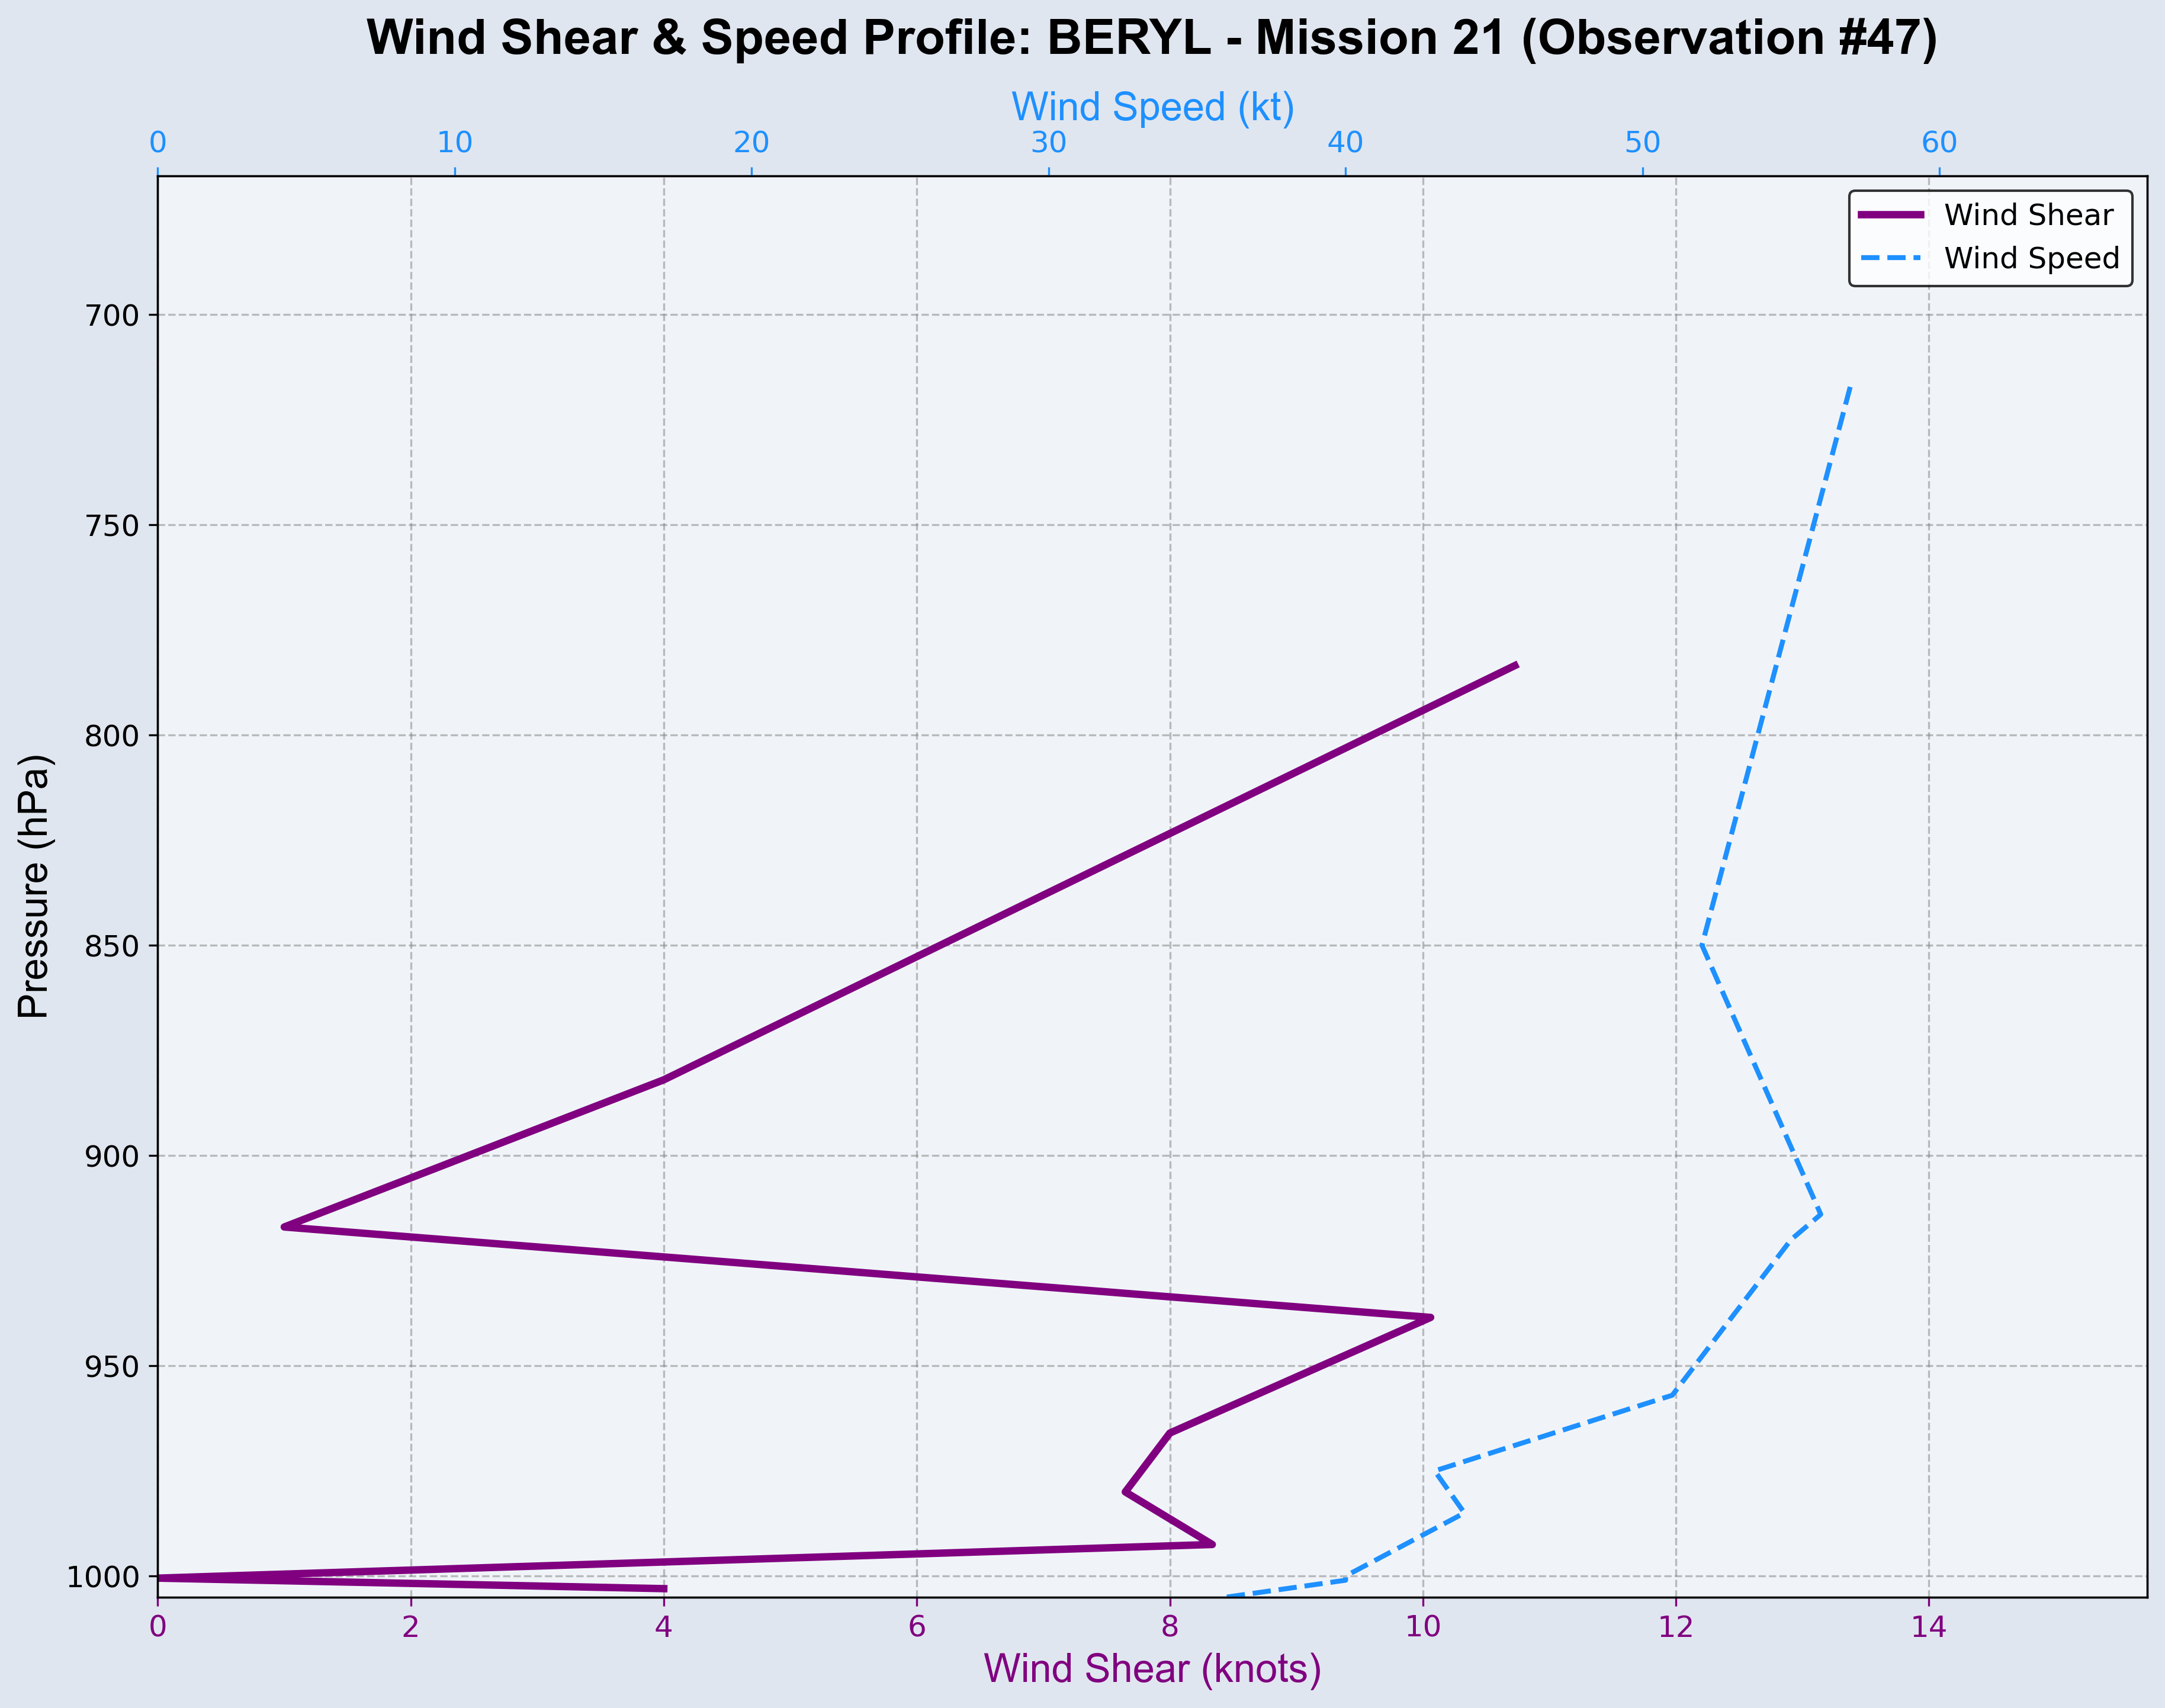 Wind Shear & Speed Profile: BERYL - Mission 21 (Observation #47)
Wind Speed (kt)
0 10 20 30 40 50 60
Wind Shear
Wind Speed
700
750
800
850
900
950
1000
Pressure (hPa)
0 2 4 6 8 10 12 14
Wind Shear (knots)